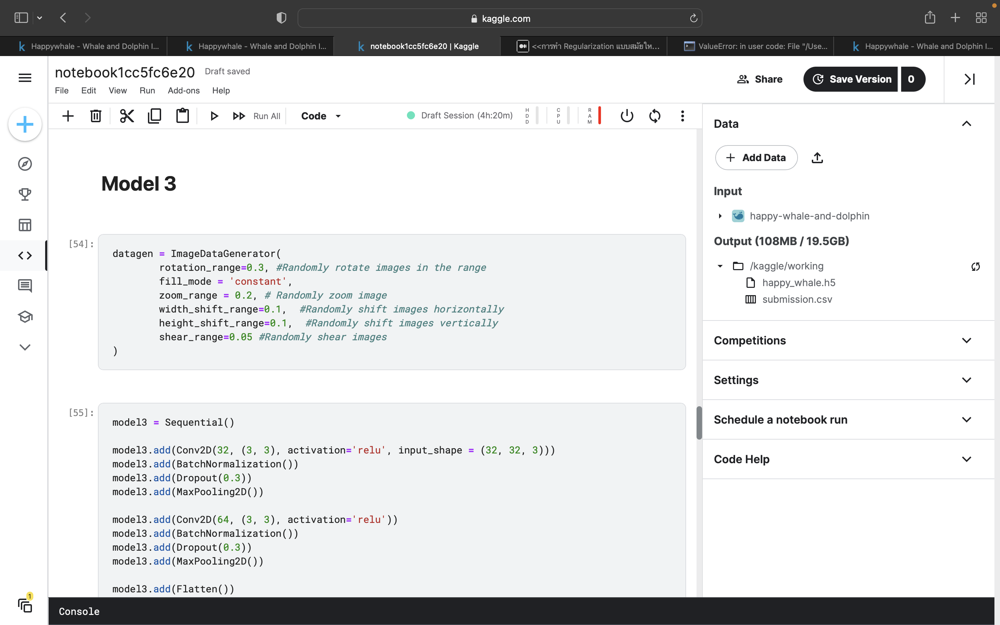 kaggle.com
Happywhale - Whale and Dolphin I...
Happywhale - Whale and Dolphin I...
notebook1cc5fc6e20 | Kaggle
<<การทำ Regularization แบบสมัยให...
ValueError: in user code: File "/Use...
Happywhale - Whale and Dolphin I...
notebook1cc5fc6e20 Draft saved
File Edit View Run Add-ons Help
Share
Save Version 0
Run All
Code
Draft Session (4h:20m)
HDD
CPU
RAM
Model 3
[54]:
datagen = ImageDataGenerator(
rotation_range=0.3, #Randomly rotate images in the range
fill_mode = 'constant',
zoom_range = 0.2, # Randomly zoom image
width_shift_range=0.1,  #Randomly shift images horizontally
height_shift_range=0.1,  #Randomly shift images vertically
shear_range=0.05 #Randomly shear images
)
[55]:
model3 = Sequential()
model3.add(Conv2D(32, (3, 3), activation='relu', input_shape = (32, 32, 3)))
model3.add(BatchNormalization())
model3.add(Dropout(0.3))
model3.add(MaxPooling2D())
model3.add(Conv2D(64, (3, 3), activation='relu'))
model3.add(BatchNormalization())
model3.add(Dropout(0.3))
model3.add(MaxPooling2D())
model3.add(Flatten())
Data
Add Data
Input
happy-whale-and-dolphin
Output (108MB / 19.5GB)
/kaggle/working
happy_whale.h5
submission.csv
Competitions
Settings
Schedule a notebook run
Code Help
1
Console